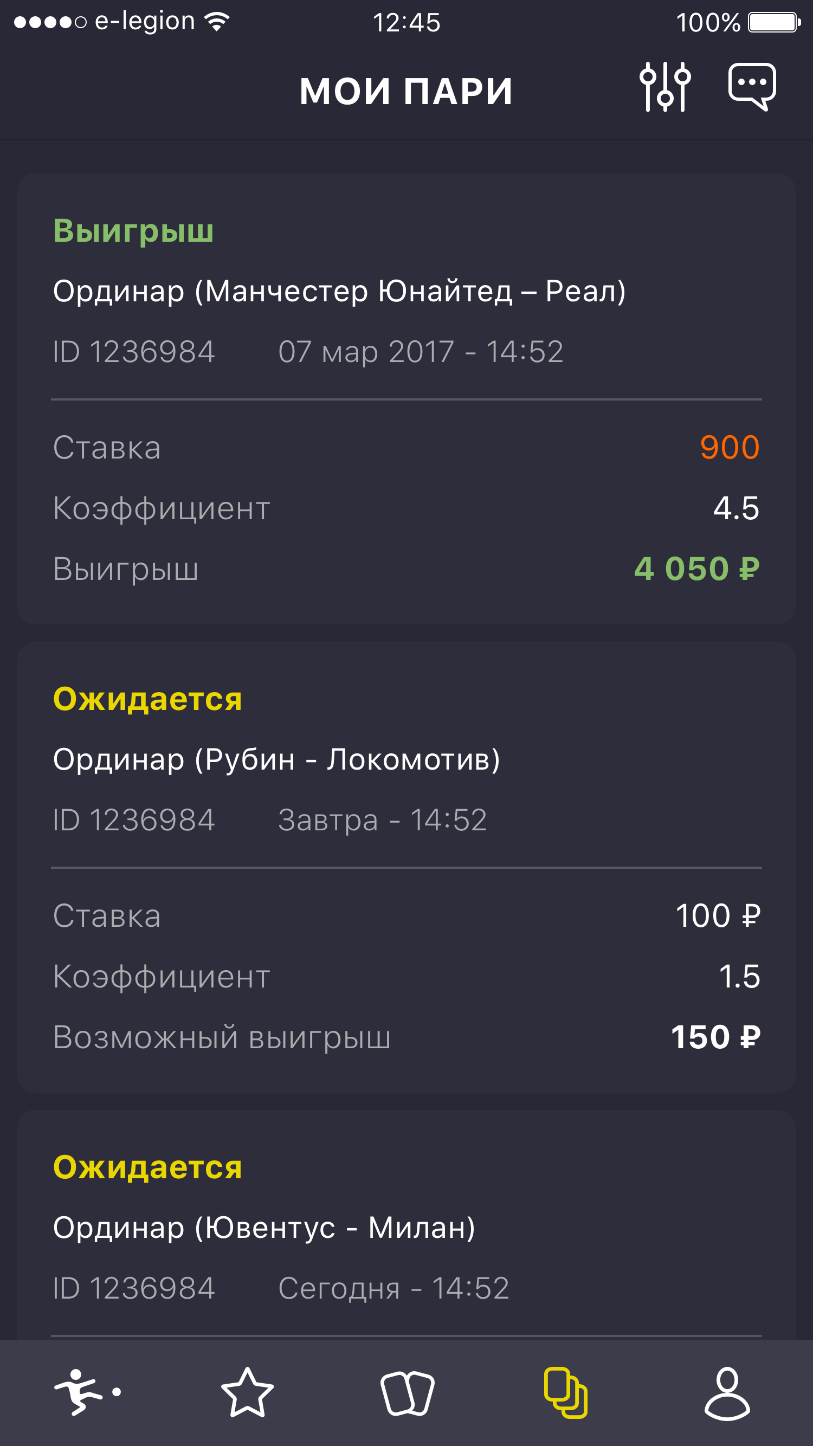 e-legion 12:45 100%
МОИ ПАРИ
Выигрыш
Ординар (Манчестер Юнайтед – Реал)
ID 1236984 07 мар 2017 - 14:52
Ставка 900
Коэффициент 4.5
Выигрыш 4 050 ₽
Ожидается
Ординар (Рубин - Локомотив)
ID 1236984 Завтра - 14:52
Ставка 100 ₽
Коэффициент 1.5
Возможный выигрыш 150 ₽
Ожидается
Ординар (Ювентус - Милан)
ID 1236984 Сегодня - 14:52